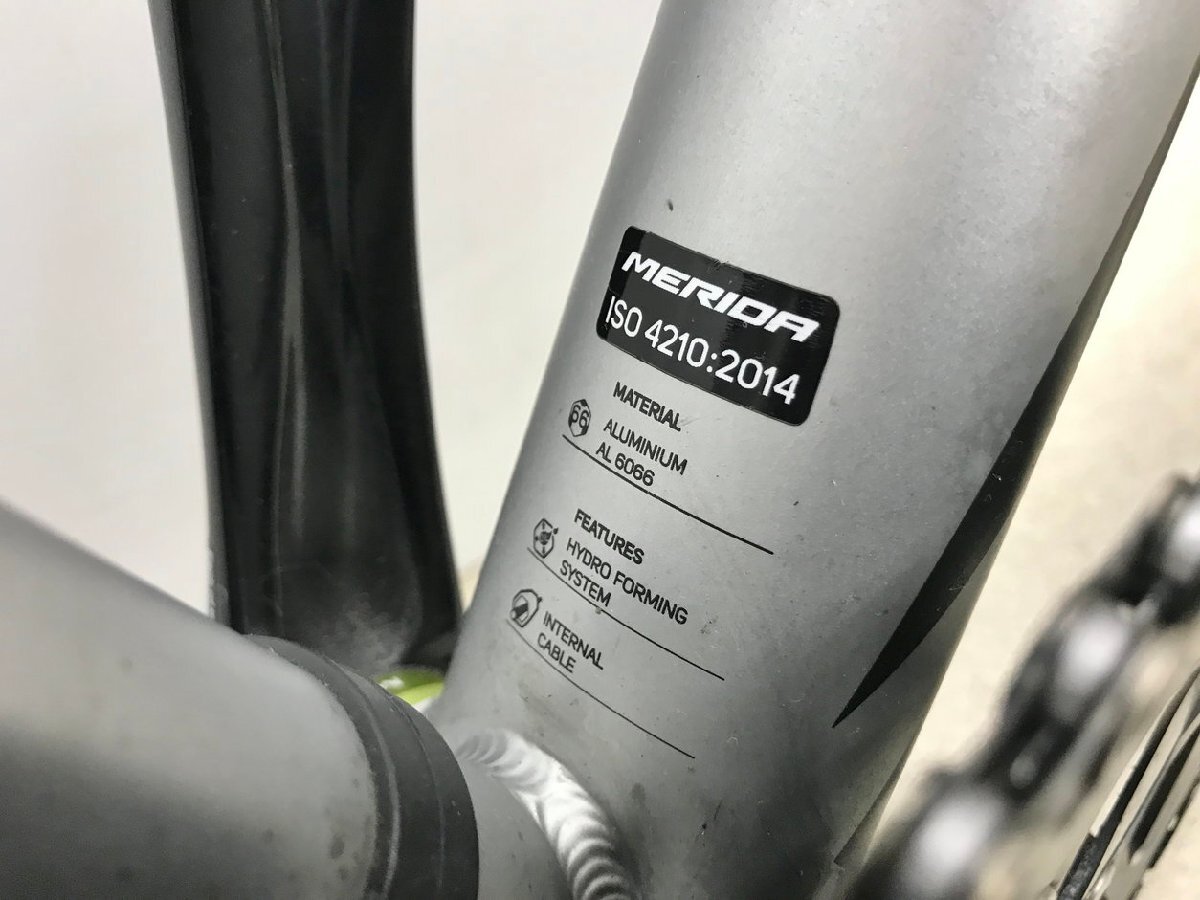 MERIDA
ISO 4210:2014
MATERIAL
66
ALUMINIUM
AL 6066
FEATURES
HYDRO FORMING
SYSTEM
INTERNAL
CABLE